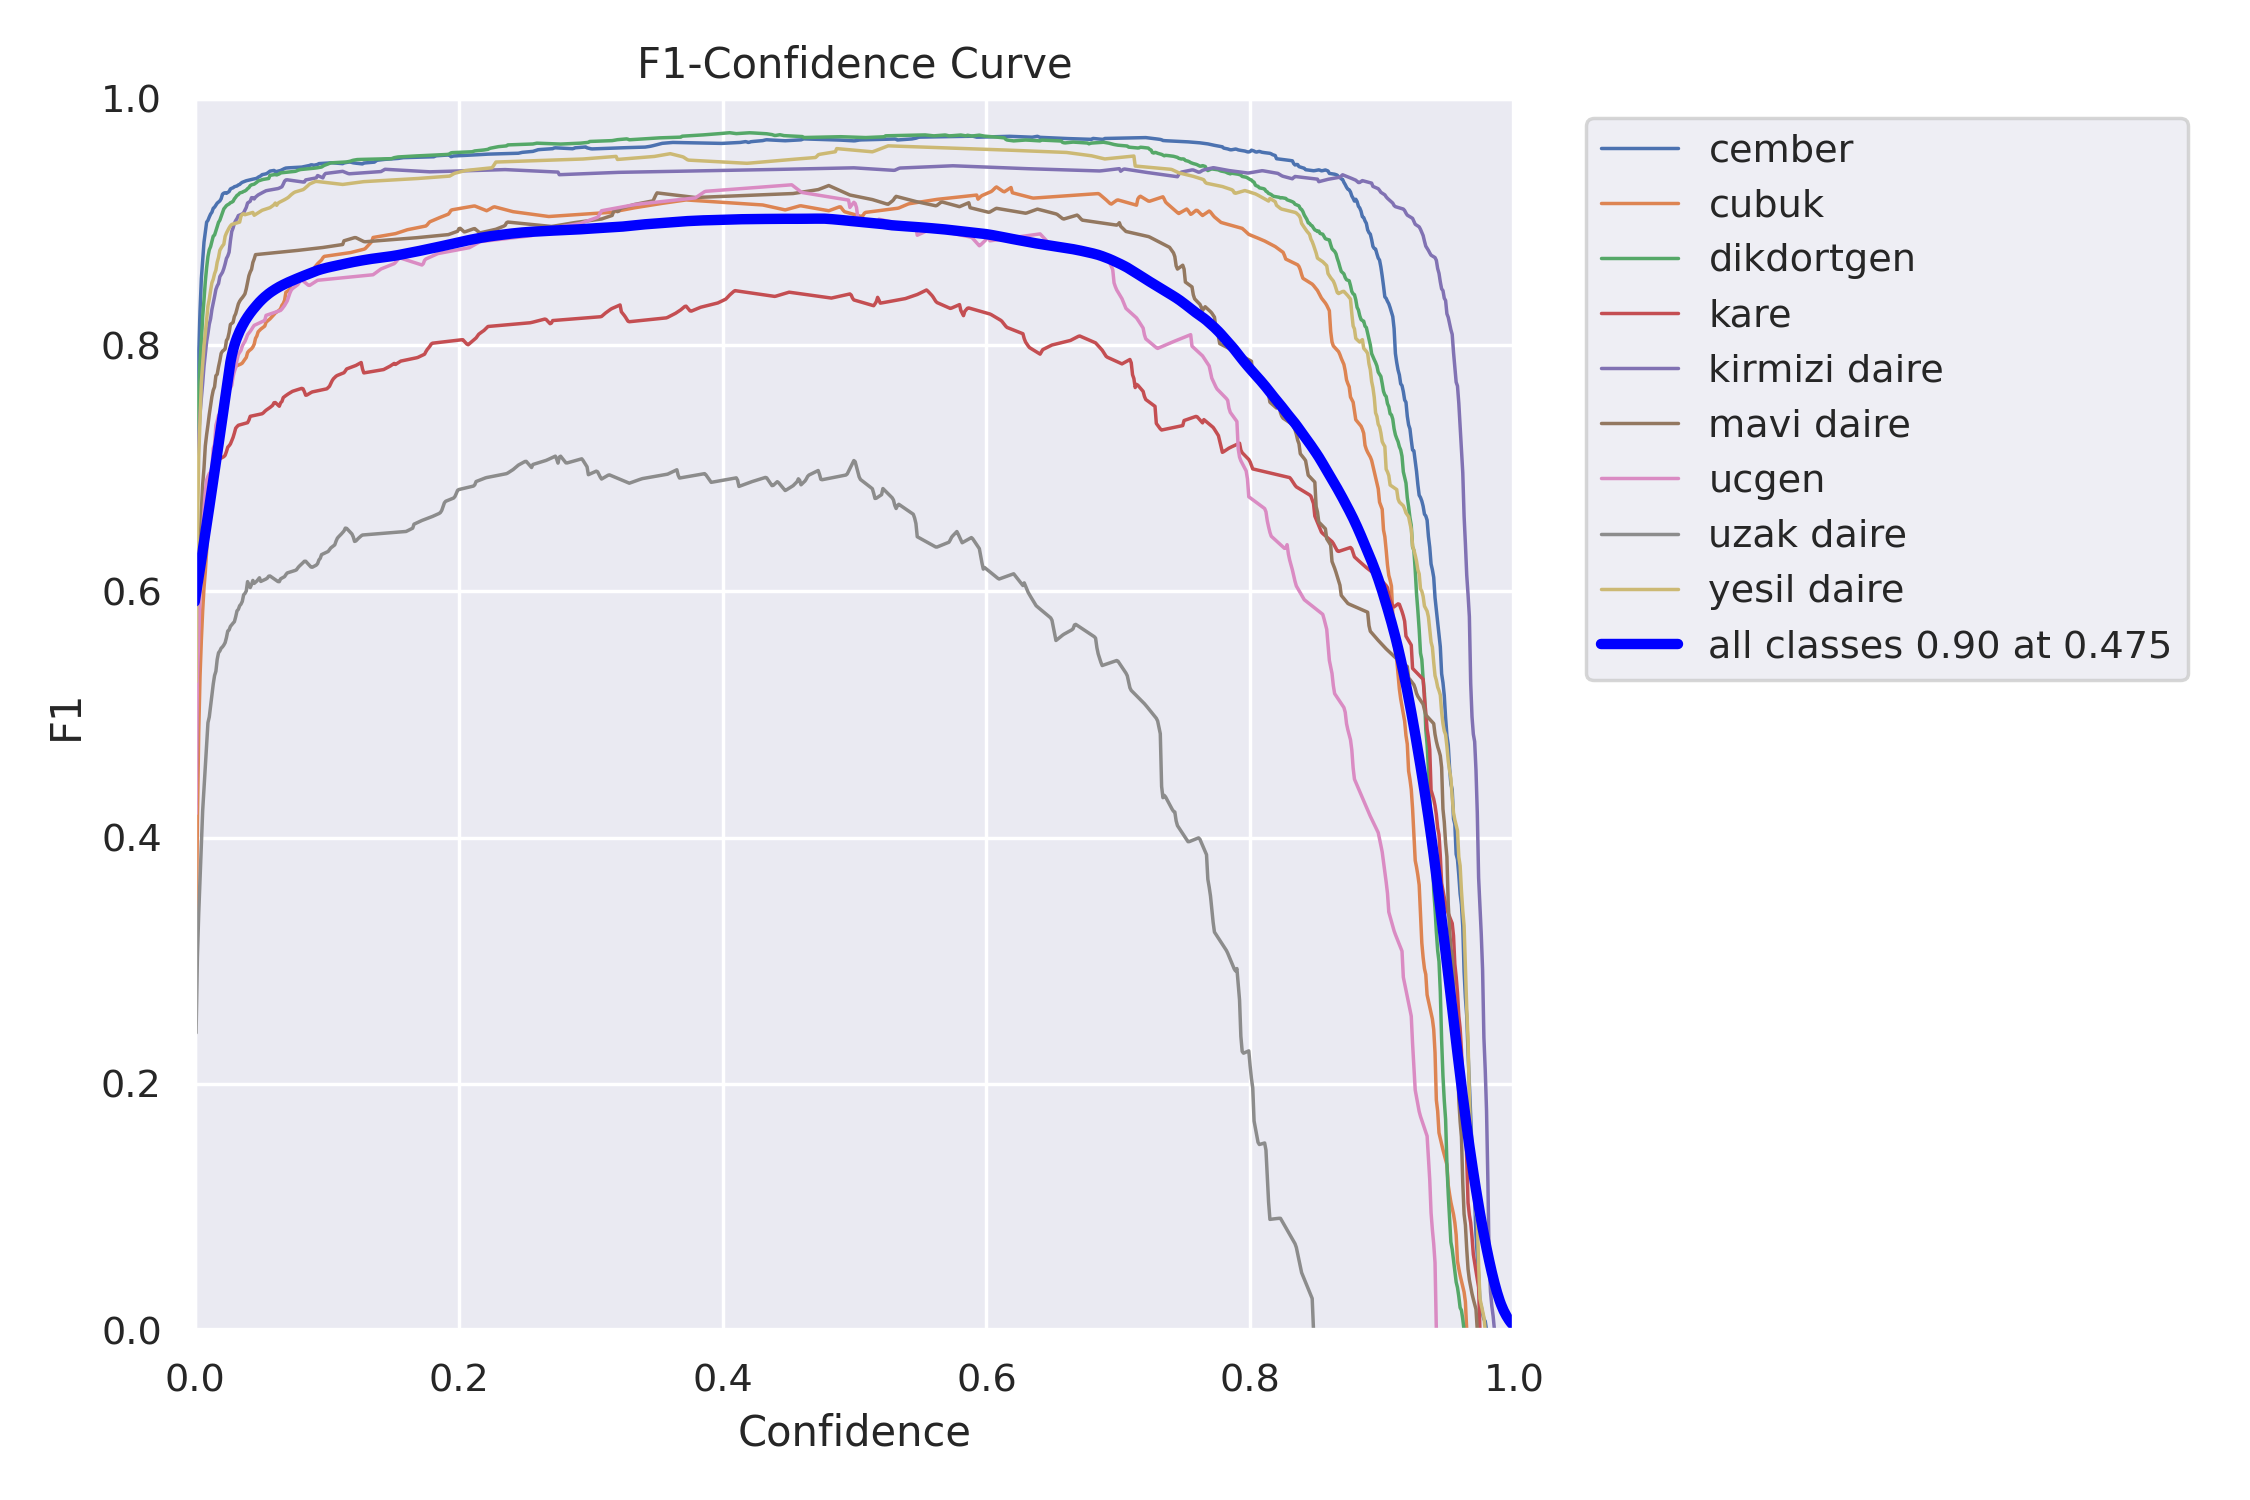 F1-Confidence Curve
1.0
0.8
0.6
0.4
0.2
0.0
F1
0.0 0.2 0.4 0.6 0.8 1.0
Confidence
cember
cubuk
dikdortgen
kare
kirmizi daire
mavi daire
ucgen
uzak daire
yesil daire
all classes 0.90 at 0.475